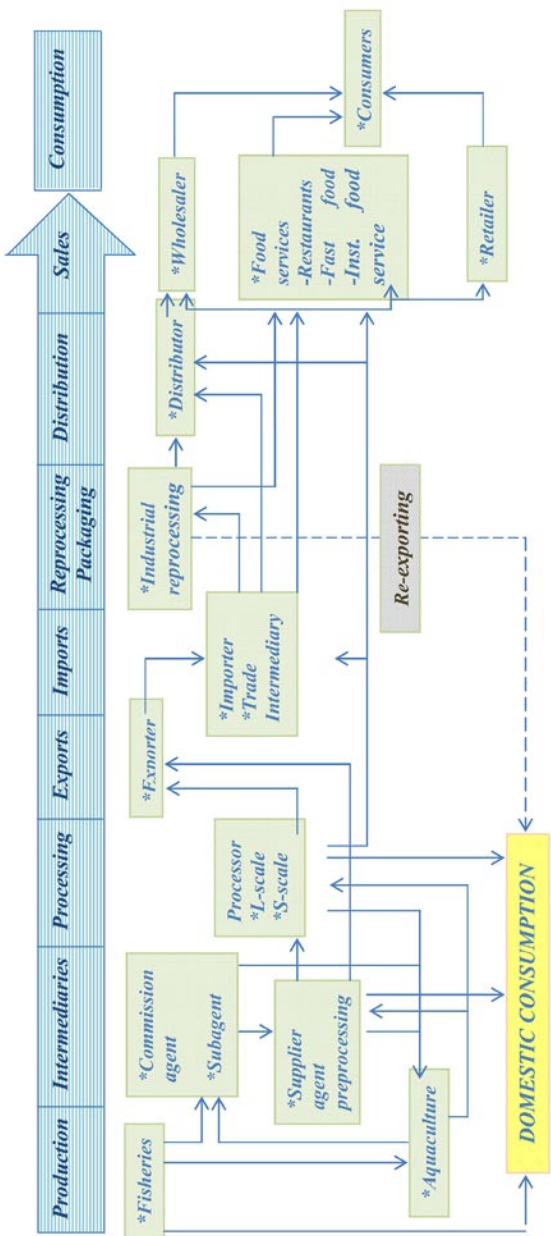 Production
Intermediaries
Processing
Exports
Imports
Reprocessing
Packaging
Distribution
Sales
Consumption
*Fisheries
*Commission
agent
*Subagent
*Supplier
agent
preprocessing
*Aquaculture
Processor
*L-scale
*S-scale
*Exnorter
*Importer
*Trade
Intermediary
*Industrial
reprocessing
*Distributor
*Wholesaler
*Food
services
-Restaurants
-Fast food
-Inst. food
service
*Retailer
*Consumers
Re-exporting
DOMESTIC CONSUMPTION